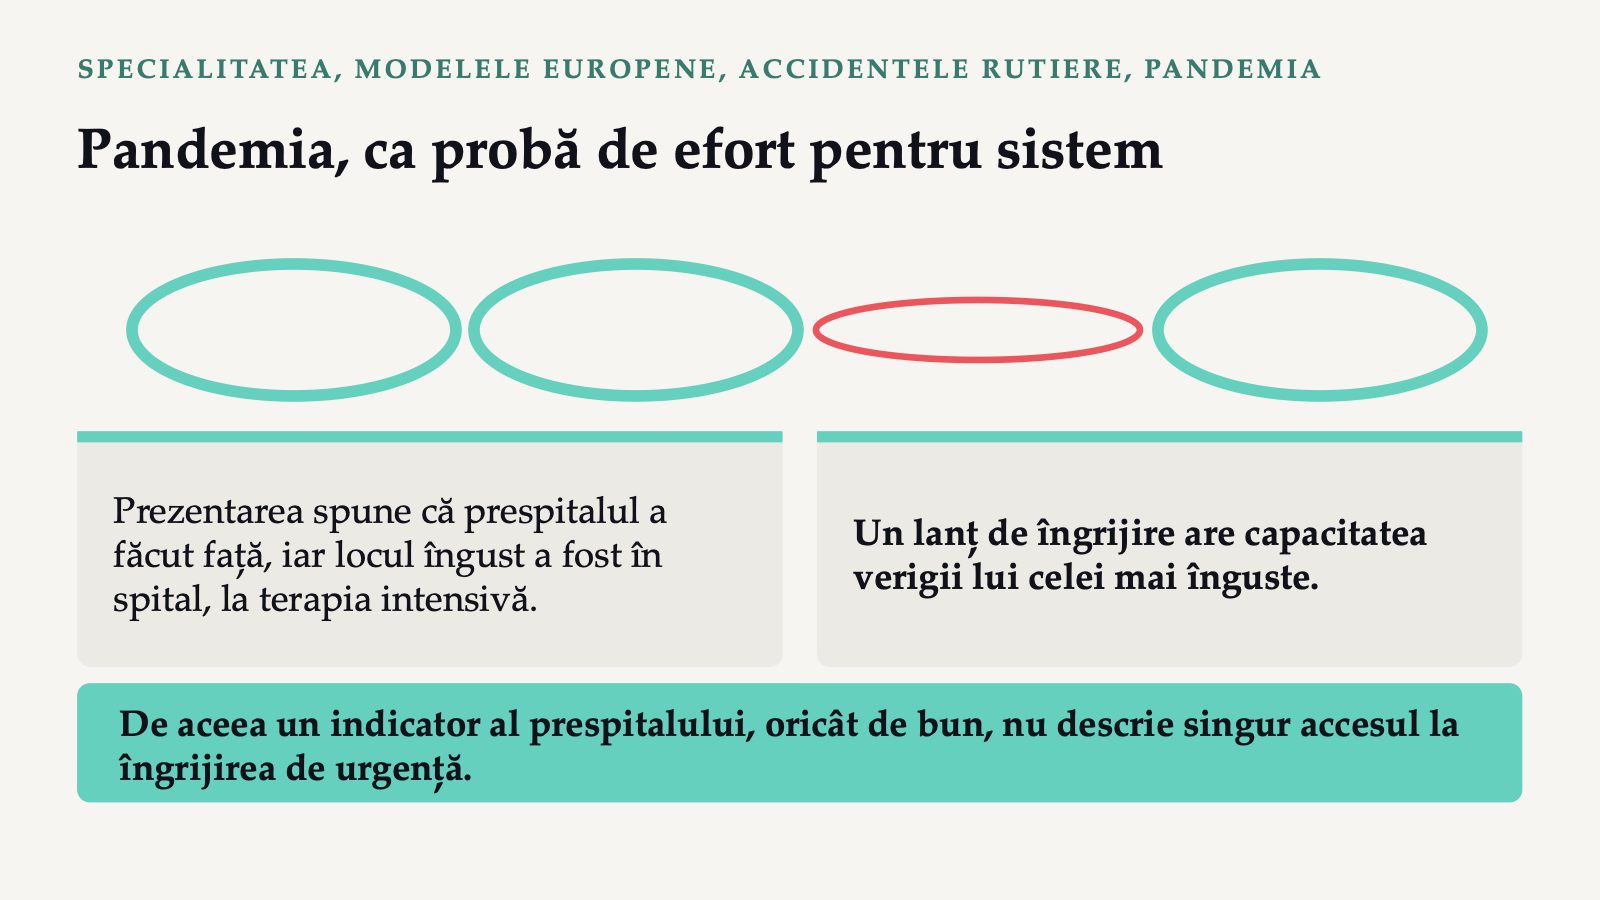 SPECIALITATEA, MODELELE EUROPENE, ACCIDENTELE RUTIERE, PANDEMIA
Pandemia, ca probă de efort pentru sistem
Prezentarea spune că prespitalul a
făcut față, iar locul îngust a fost în
spital, la terapia intensivă.
Un lanț de îngrijire are capacitatea
verigii lui celei mai înguste.
De aceea un indicator al prespitalului, oricât de bun, nu descrie singur accesul la
îngrijirea de urgență.